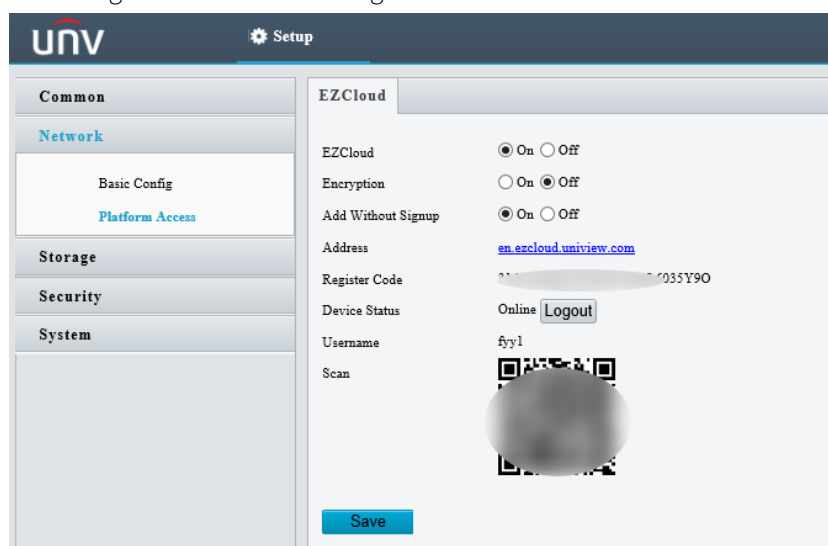 unv
Setup
Common
Network
Basic Config
Platform Access
Storage
Security
System
EZCloud
EZCloud On Off
Encryption On Off
Add Without Signup On Off
Address en.ezcloud.uniview.com
Register Code 6035Y9O
Device Status Online Logout
Username fyy1
Scan
Save